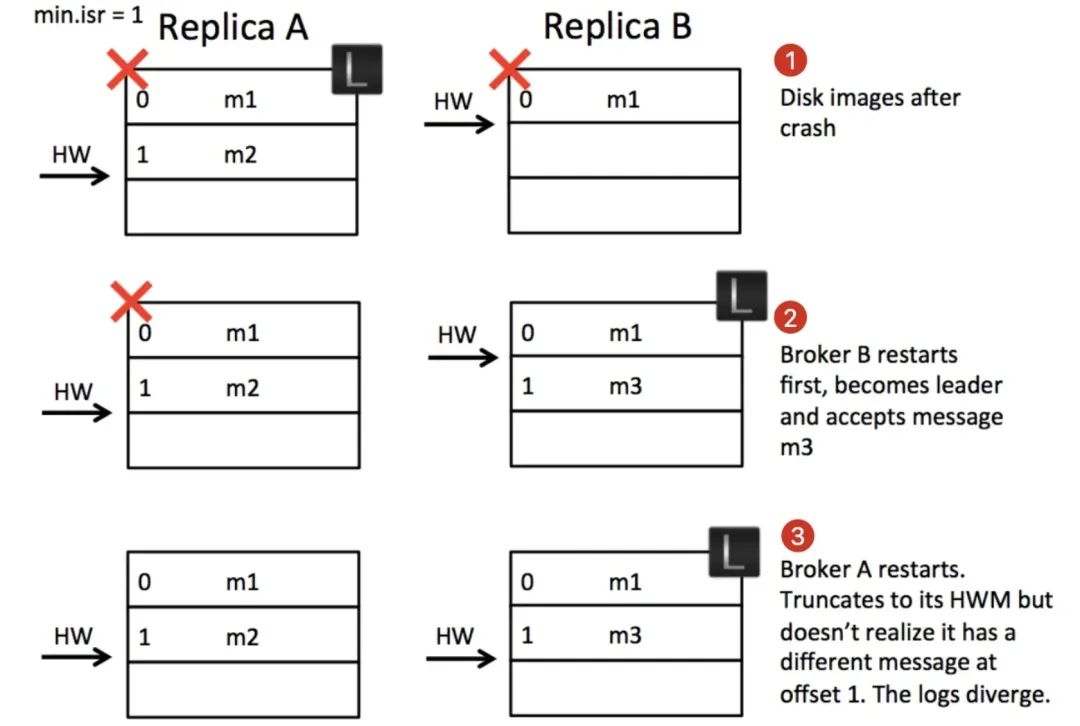 min.isr = 1
Replica A
Replica B
L
HW
0 m1
1 m2
HW
0 m1
1
Disk images after
crash
HW
0 m1
1 m2
L
HW
0 m1
1 m3
2
Broker B restarts
first, becomes leader
and accepts message
m3
HW
0 m1
1 m2
L
HW
0 m1
1 m3
3
Broker A restarts.
Truncates to its HWM but
doesn’t realize it has a
different message at
offset 1. The logs diverge.